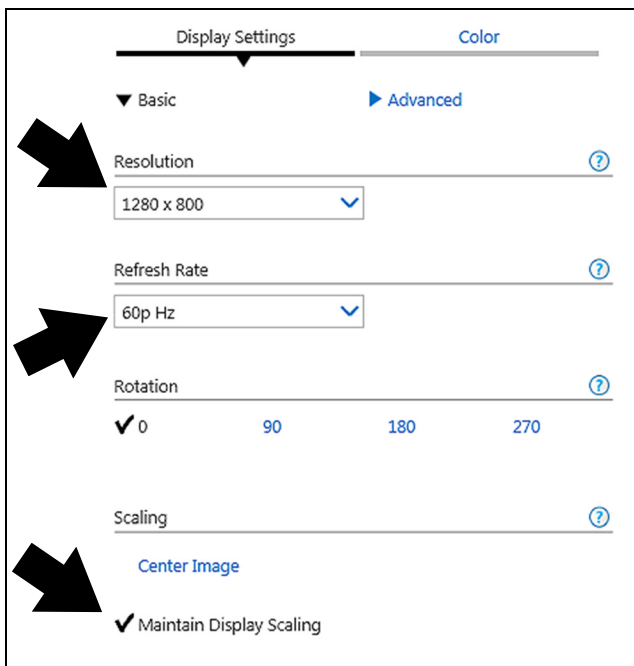 Display Settings Color
Basic Advanced
Resolution ?
1280 x 800
Refresh Rate ?
60p Hz
Rotation ?
0 90 180 270
Scaling ?
Center Image
Maintain Display Scaling